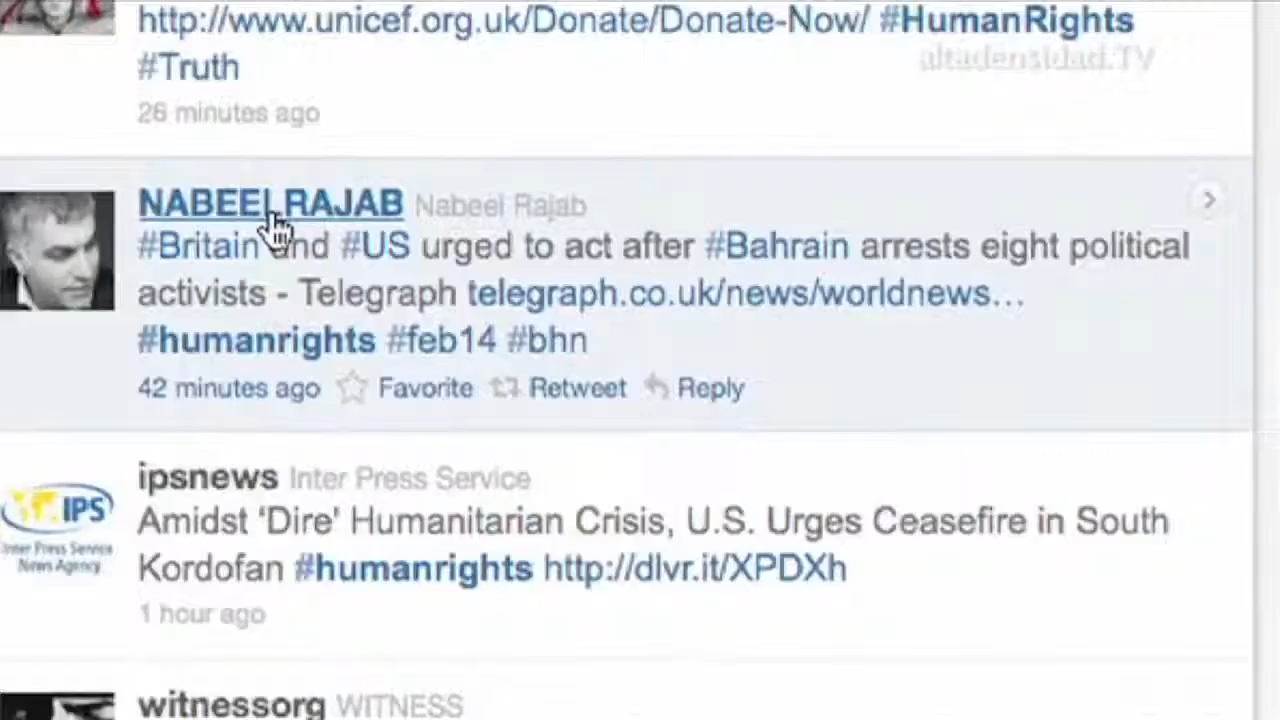 http://www.unicef.org.uk/Donate/Donate-Now/ #HumanRights
altadensidad.TV
#Truth
26 minutes ago
NABEELRAJAB Nabeel Rajab
#Britain and #US urged to act after #Bahrain arrests eight political
activists - Telegraph telegraph.co.uk/news/worldnews…
#humanrights #feb14 #bhn
42 minutes ago Favorite Retweet Reply
ipsnews Inter Press Service
IPS
Amidst ‘Dire’ Humanitarian Crisis, U.S. Urges Ceasefire in South
Inter Press Service
News Agency
Kordofan #humanrights http://dlvr.it/XPDXh
1 hour ago
witnessorg WITNESS